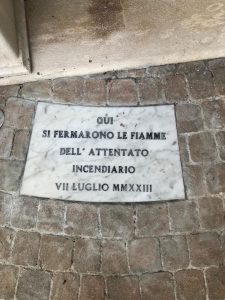 QUI
SI FERMARONO LE FIAMME
DELL' ATTENTATO
INCENDIARIO
VII LUGLIO MMXXIII